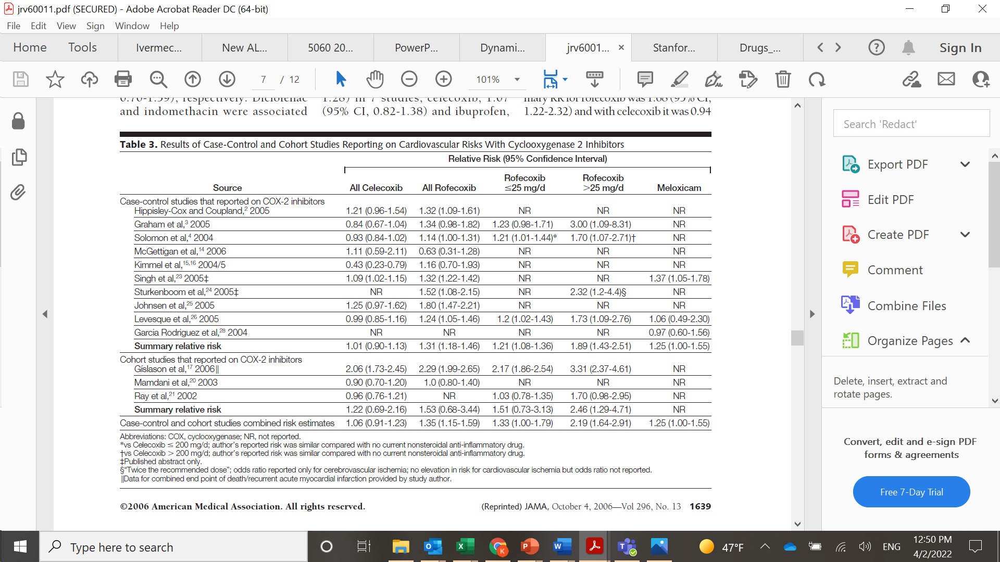 jrv60011.pdf (SECURED) - Adobe Acrobat Reader DC (64-bit)
File Edit View Sign Window Help
Home Tools Ivermec... New AL... 5060 20... PowerP... Dynami... jrv6001... × Stanfor... Drugs_... Sign In
7 / 12 101%
0.70-1.59), respectively. Diclofenac 1.28) in 7 studies, celecoxib, 1.07 mary RR for rofecoxib was 1.68 (95% CI,
and indomethacin were associated (95% CI, 0.82-1.38) and ibuprofen, 1.22-2.32) and with celecoxib it was 0.94
Table 3. Results of Case-Control and Cohort Studies Reporting on Cardiovascular Risks With Cyclooxygenase 2 Inhibitors
Relative Risk (95% Confidence Interval)
Rofecoxib Rofecoxib
Source All Celecoxib All Rofecoxib ≤25 mg/d >25 mg/d Meloxicam
Case-control studies that reported on COX-2 inhibitors
Hippisley-Cox and Coupland,2 2005 1.21 (0.96-1.54) 1.32 (1.09-1.61) NR NR NR
Graham et al,3 2005 0.84 (0.67-1.04) 1.34 (0.98-1.82) 1.23 (0.98-1.71) 3.00 (1.09-8.31) NR
Solomon et al,4 2004 0.93 (0.84-1.02) 1.14 (1.00-1.31) 1.21 (1.01-1.44)* 1.70 (1.07-2.71)† NR
McGettigan et al,14 2006 1.11 (0.59-2.11) 0.63 (0.31-1.28) NR NR NR
Kimmel et al,15,16 2004/5 0.43 (0.23-0.79) 1.16 (0.70-1.93) NR NR NR
Singh et al,23 2005‡ 1.09 (1.02-1.15) 1.32 (1.22-1.42) NR NR 1.37 (1.05-1.78)
Sturkenboom et al,24 2005‡ NR 1.52 (1.08-2.15) NR 2.32 (1.2-4.4)§ NR
Johnsen et al,25 2005 1.25 (0.97-1.62) 1.80 (1.47-2.21) NR NR NR
Levesque et al,26 2005 0.99 (0.85-1.16) 1.24 (1.05-1.46) 1.2 (1.02-1.43) 1.73 (1.09-2.76) 1.06 (0.49-2.30)
Garcia Rodriguez et al,28 2004 NR NR NR NR 0.97 (0.60-1.56)
Summary relative risk 1.01 (0.90-1.13) 1.31 (1.18-1.46) 1.21 (1.08-1.36) 1.89 (1.43-2.51) 1.25 (1.00-1.55)
Cohort studies that reported on COX-2 inhibitors
Gíslason et al,17 2006|| 2.06 (1.73-2.45) 2.29 (1.99-2.65) 2.17 (1.86-2.54) 3.31 (2.37-4.61) NR
Mamdani et al,20 2003 0.90 (0.70-1.20) 1.0 (0.80-1.40) NR NR NR
Ray et al,21 2002 0.96 (0.76-1.21) NR 1.03 (0.78-1.35) 1.70 (0.98-2.95) NR
Summary relative risk 1.22 (0.69-2.16) 1.53 (0.68-3.44) 1.51 (0.73-3.13) 2.46 (1.29-4.71) NR
Case-control and cohort studies combined risk estimates 1.06 (0.91-1.23) 1.35 (1.15-1.59) 1.33 (1.00-1.79) 2.19 (1.64-2.91) 1.25 (1.00-1.55)
Abbreviations: COX, cyclooxygenase; NR, not reported.
*vs Celecoxib ≤ 200 mg/d; author's reported risk was similar compared with no current nonsteroidal anti-inflammatory drug.
†vs Celecoxib > 200 mg/d; author's reported risk was similar compared with no current nonsteroidal anti-inflammatory drug.
‡Published abstract only.
§"Twice the recommended dose"; odds ratio reported only for cerebrovascular ischemia; no elevation in risk for cardiovascular ischemia but odds ratio not reported.
||Data for combined end point of death/recurrent acute myocardial infarction provided by study author.
©2006 American Medical Association. All rights reserved. (Reprinted) JAMA, October 4, 2006—Vol 296, No. 13 1639
Search 'Redact'
Export PDF
Edit PDF
Create PDF
Comment
Combine Files
Organize Pages
Delete, insert, extract and
rotate pages.
Convert, edit and e-sign PDF
forms & agreements
Free 7-Day Trial
Type here to search 47°F ENG 12:50 PM
4/2/2022